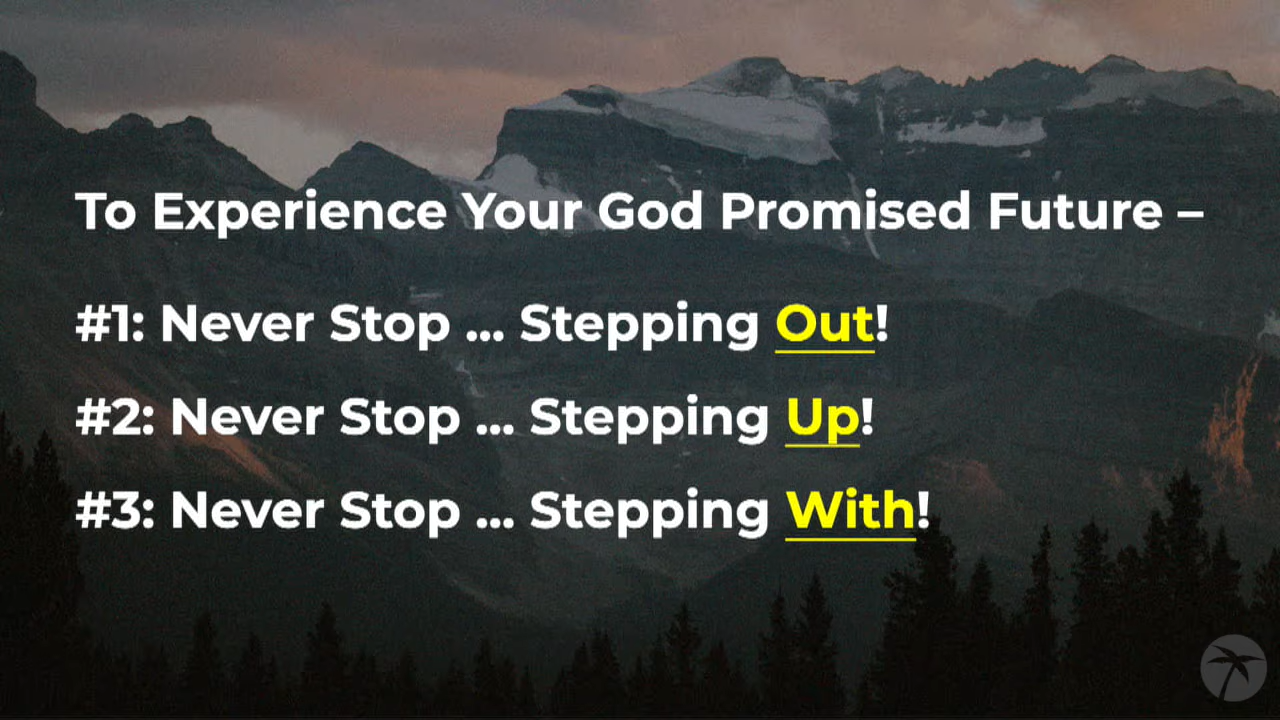 To Experience Your God Promised Future –
#1: Never Stop ... Stepping Out!
#2: Never Stop ... Stepping Up!
#3: Never Stop ... Stepping With!